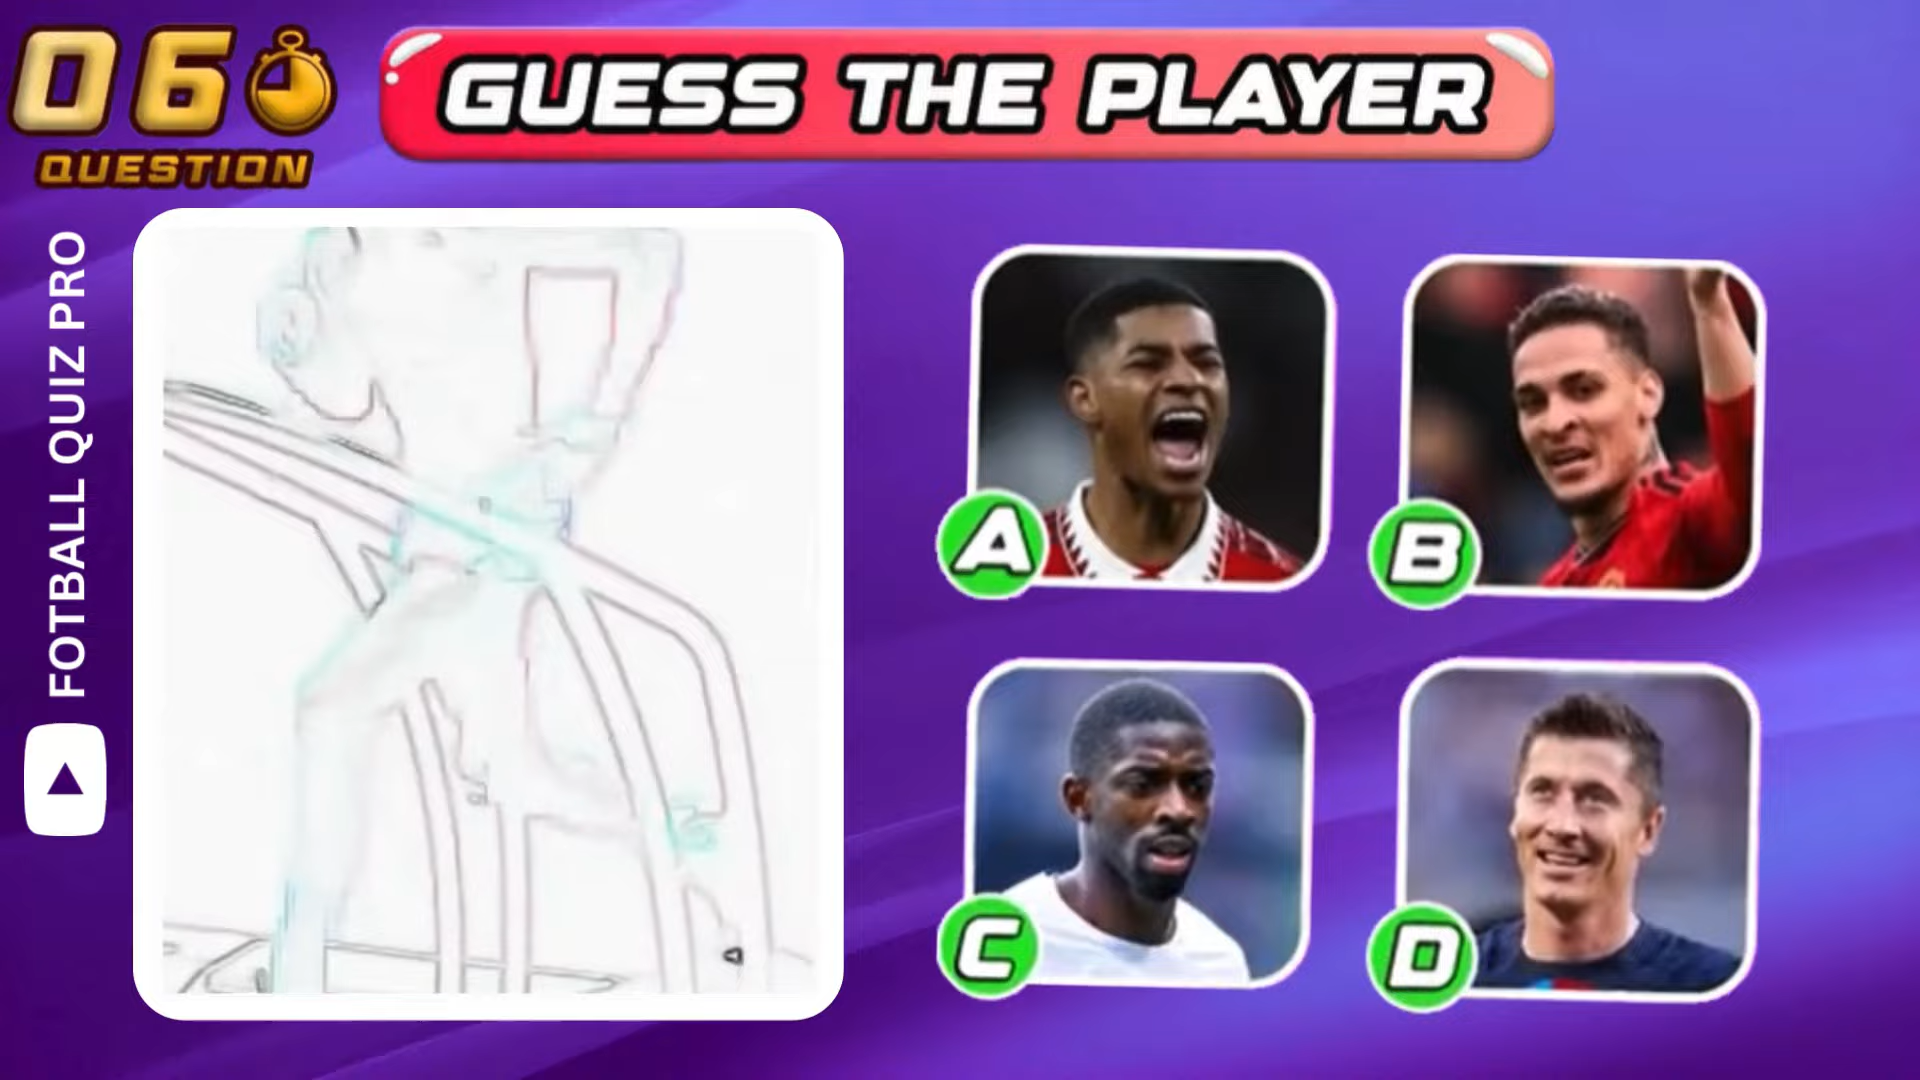 06
QUESTION
GUESS THE PLAYER
FOTBALL QUIZ PRO
A
B
C
D